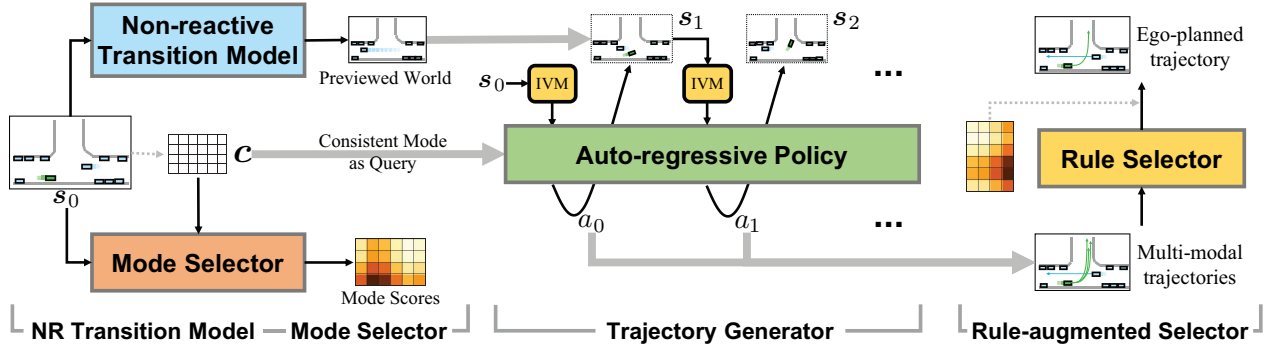 Non-reactive
Transition Model
Previewed World
s0
c
Consistent Mode
as Query
Mode Selector
Mode Scores
s0
s0
IVM
s1
IVM
s2
...
Auto-regressive Policy
a0
a1
...
Ego-planned
trajectory
Rule Selector
Multi-modal
trajectories
NR Transition Model
Mode Selector
Trajectory Generator
Rule-augmented Selector